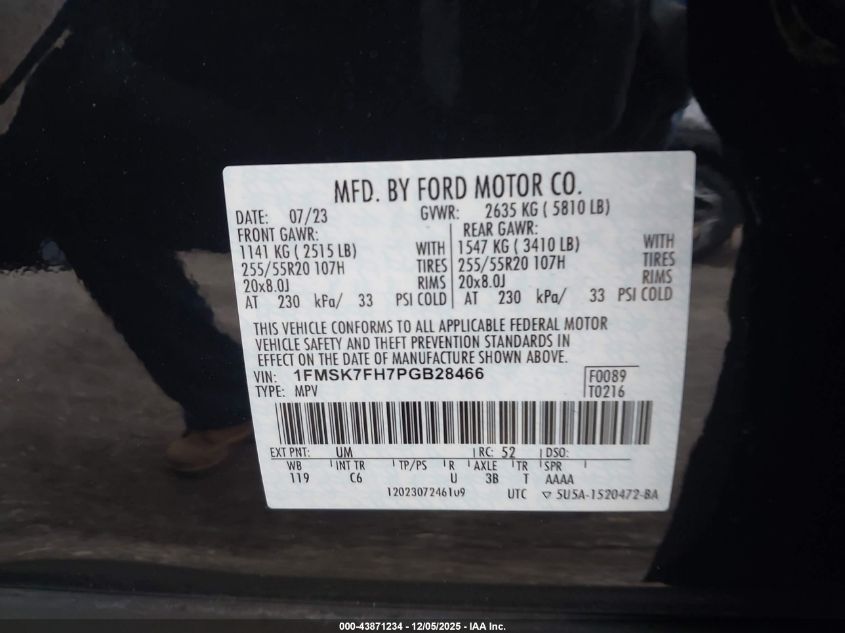 MFD. BY FORD MOTOR CO.
DATE: 07/23 GVWR: 2635 KG ( 5810 LB)
FRONT GAWR: REAR GAWR:
1141 KG ( 2515 LB) WITH 1547 KG ( 3410 LB) WITH
255/55R20 107H TIRES 255/55R20 107H TIRES
20x8.0J RIMS 20x8.0J RIMS
AT 230 kPa/ 33 PSI COLD AT 230 kPa/ 33 PSI COLD
THIS VEHICLE CONFORMS TO ALL APPLICABLE FEDERAL MOTOR
VEHICLE SAFETY AND THEFT PREVENTION STANDARDS IN
EFFECT ON THE DATE OF MANUFACTURE SHOWN ABOVE.
VIN: 1FMSK7FH7PGB28466 F0089
TYPE: MPV T0216
EXT PNT: UM RC: 52 DSO:
WB INT TR TP/PS R AXLE TR SPR
119 C6 U 3B T AAAA
1202307246109 UTC ▽ 5U5A-1520472-BA
000-43871234 - 12/05/2025 - IAA Inc.